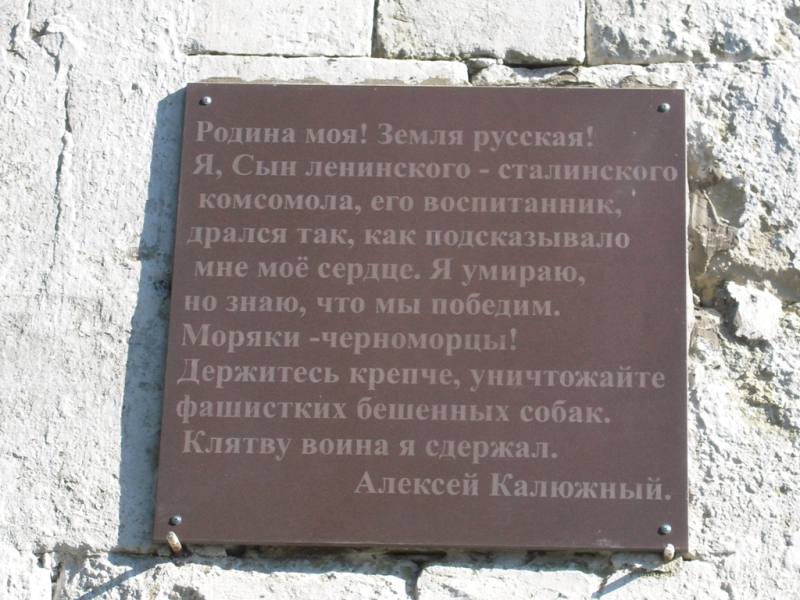 Родина моя! Земля русская!
Я, Сын ленинского - сталинского
комсомола, его воспитанник,
дрался так, как подсказывало
мне моё сердце. Я умираю,
но знаю, что мы победим.
Моряки -черноморцы!
Держитесь крепче, уничтожайте
фашистких бешенных собак.
Клятву воина я сдержал.
Алексей Калюжный.